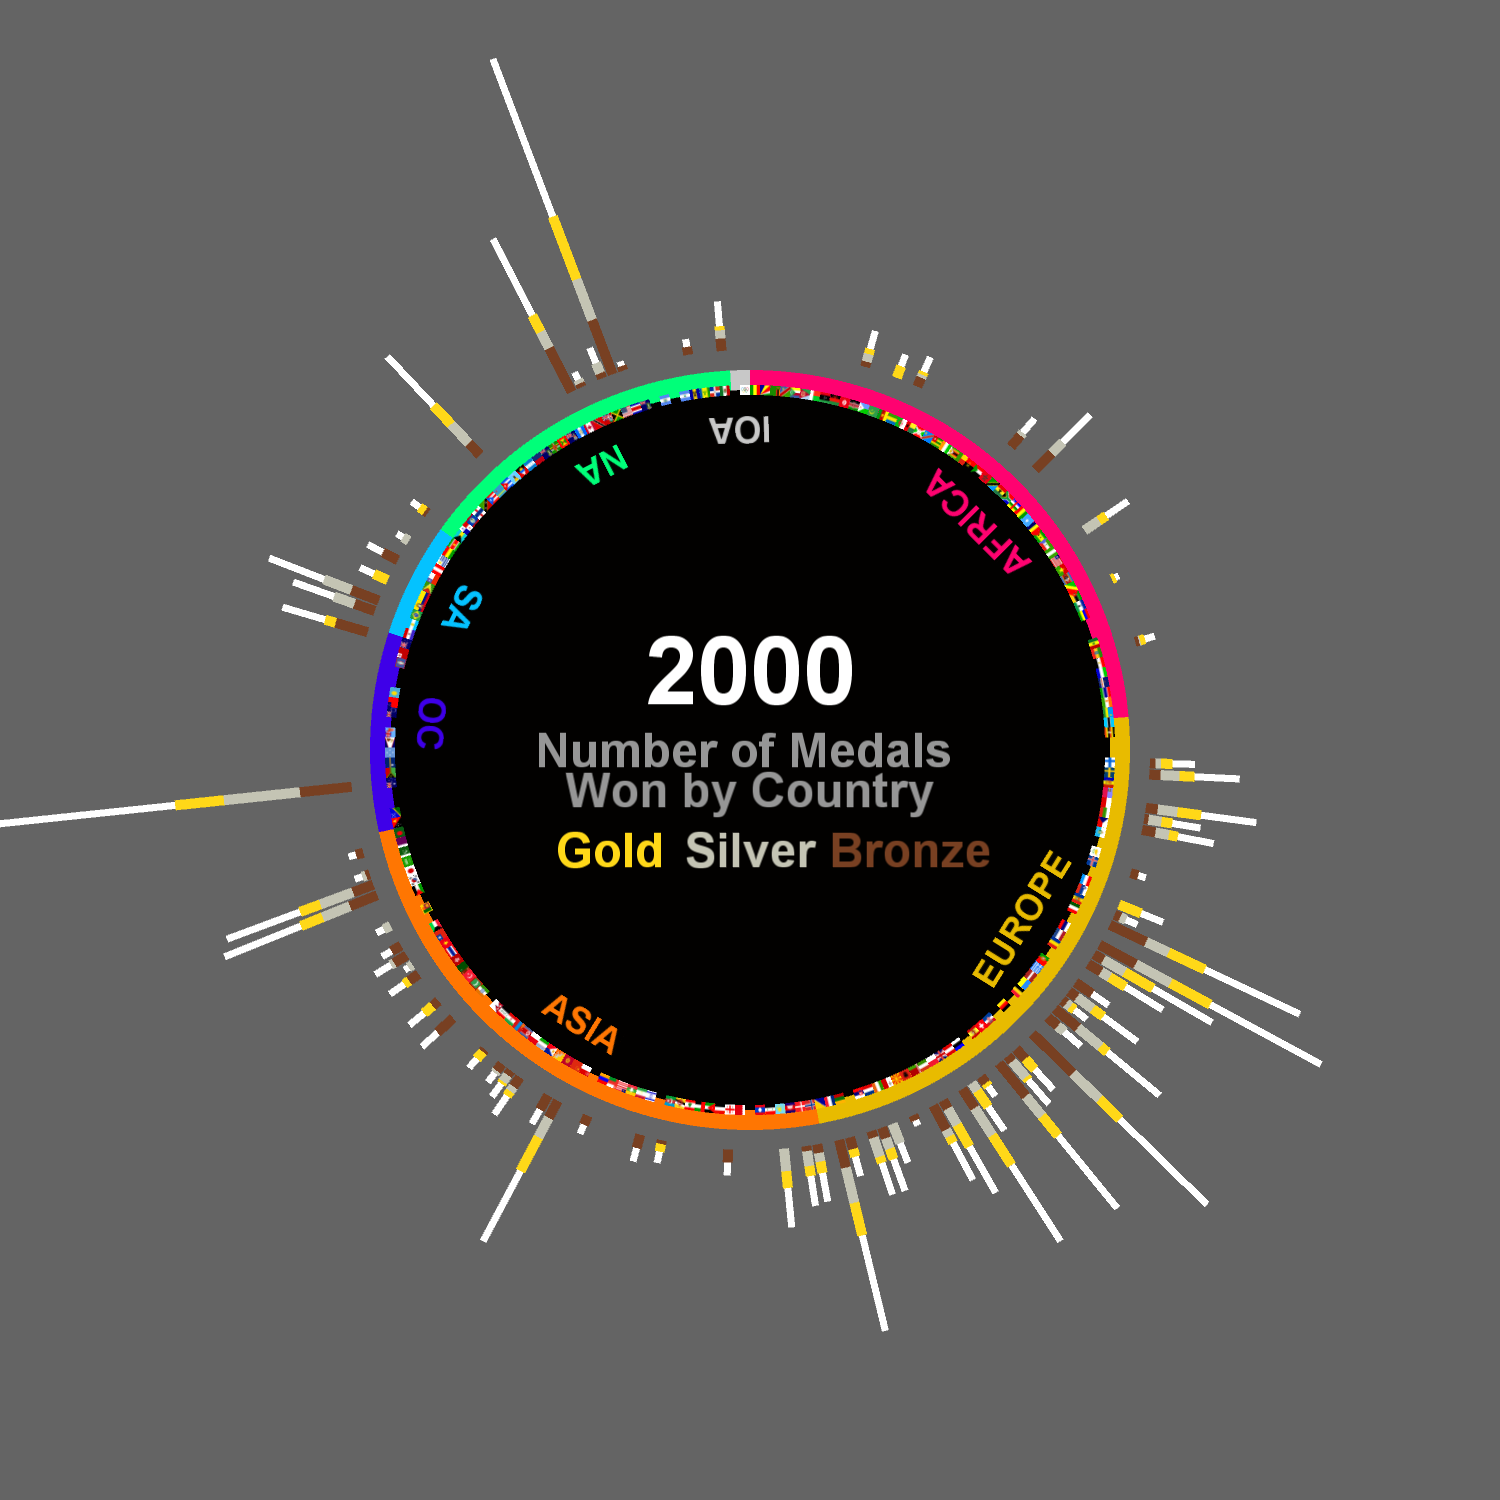 IOA
NA
AFRICA
SA
2000
OC
Number of Medals
Won by Country
Gold Silver Bronze
EUROPE
ASIA